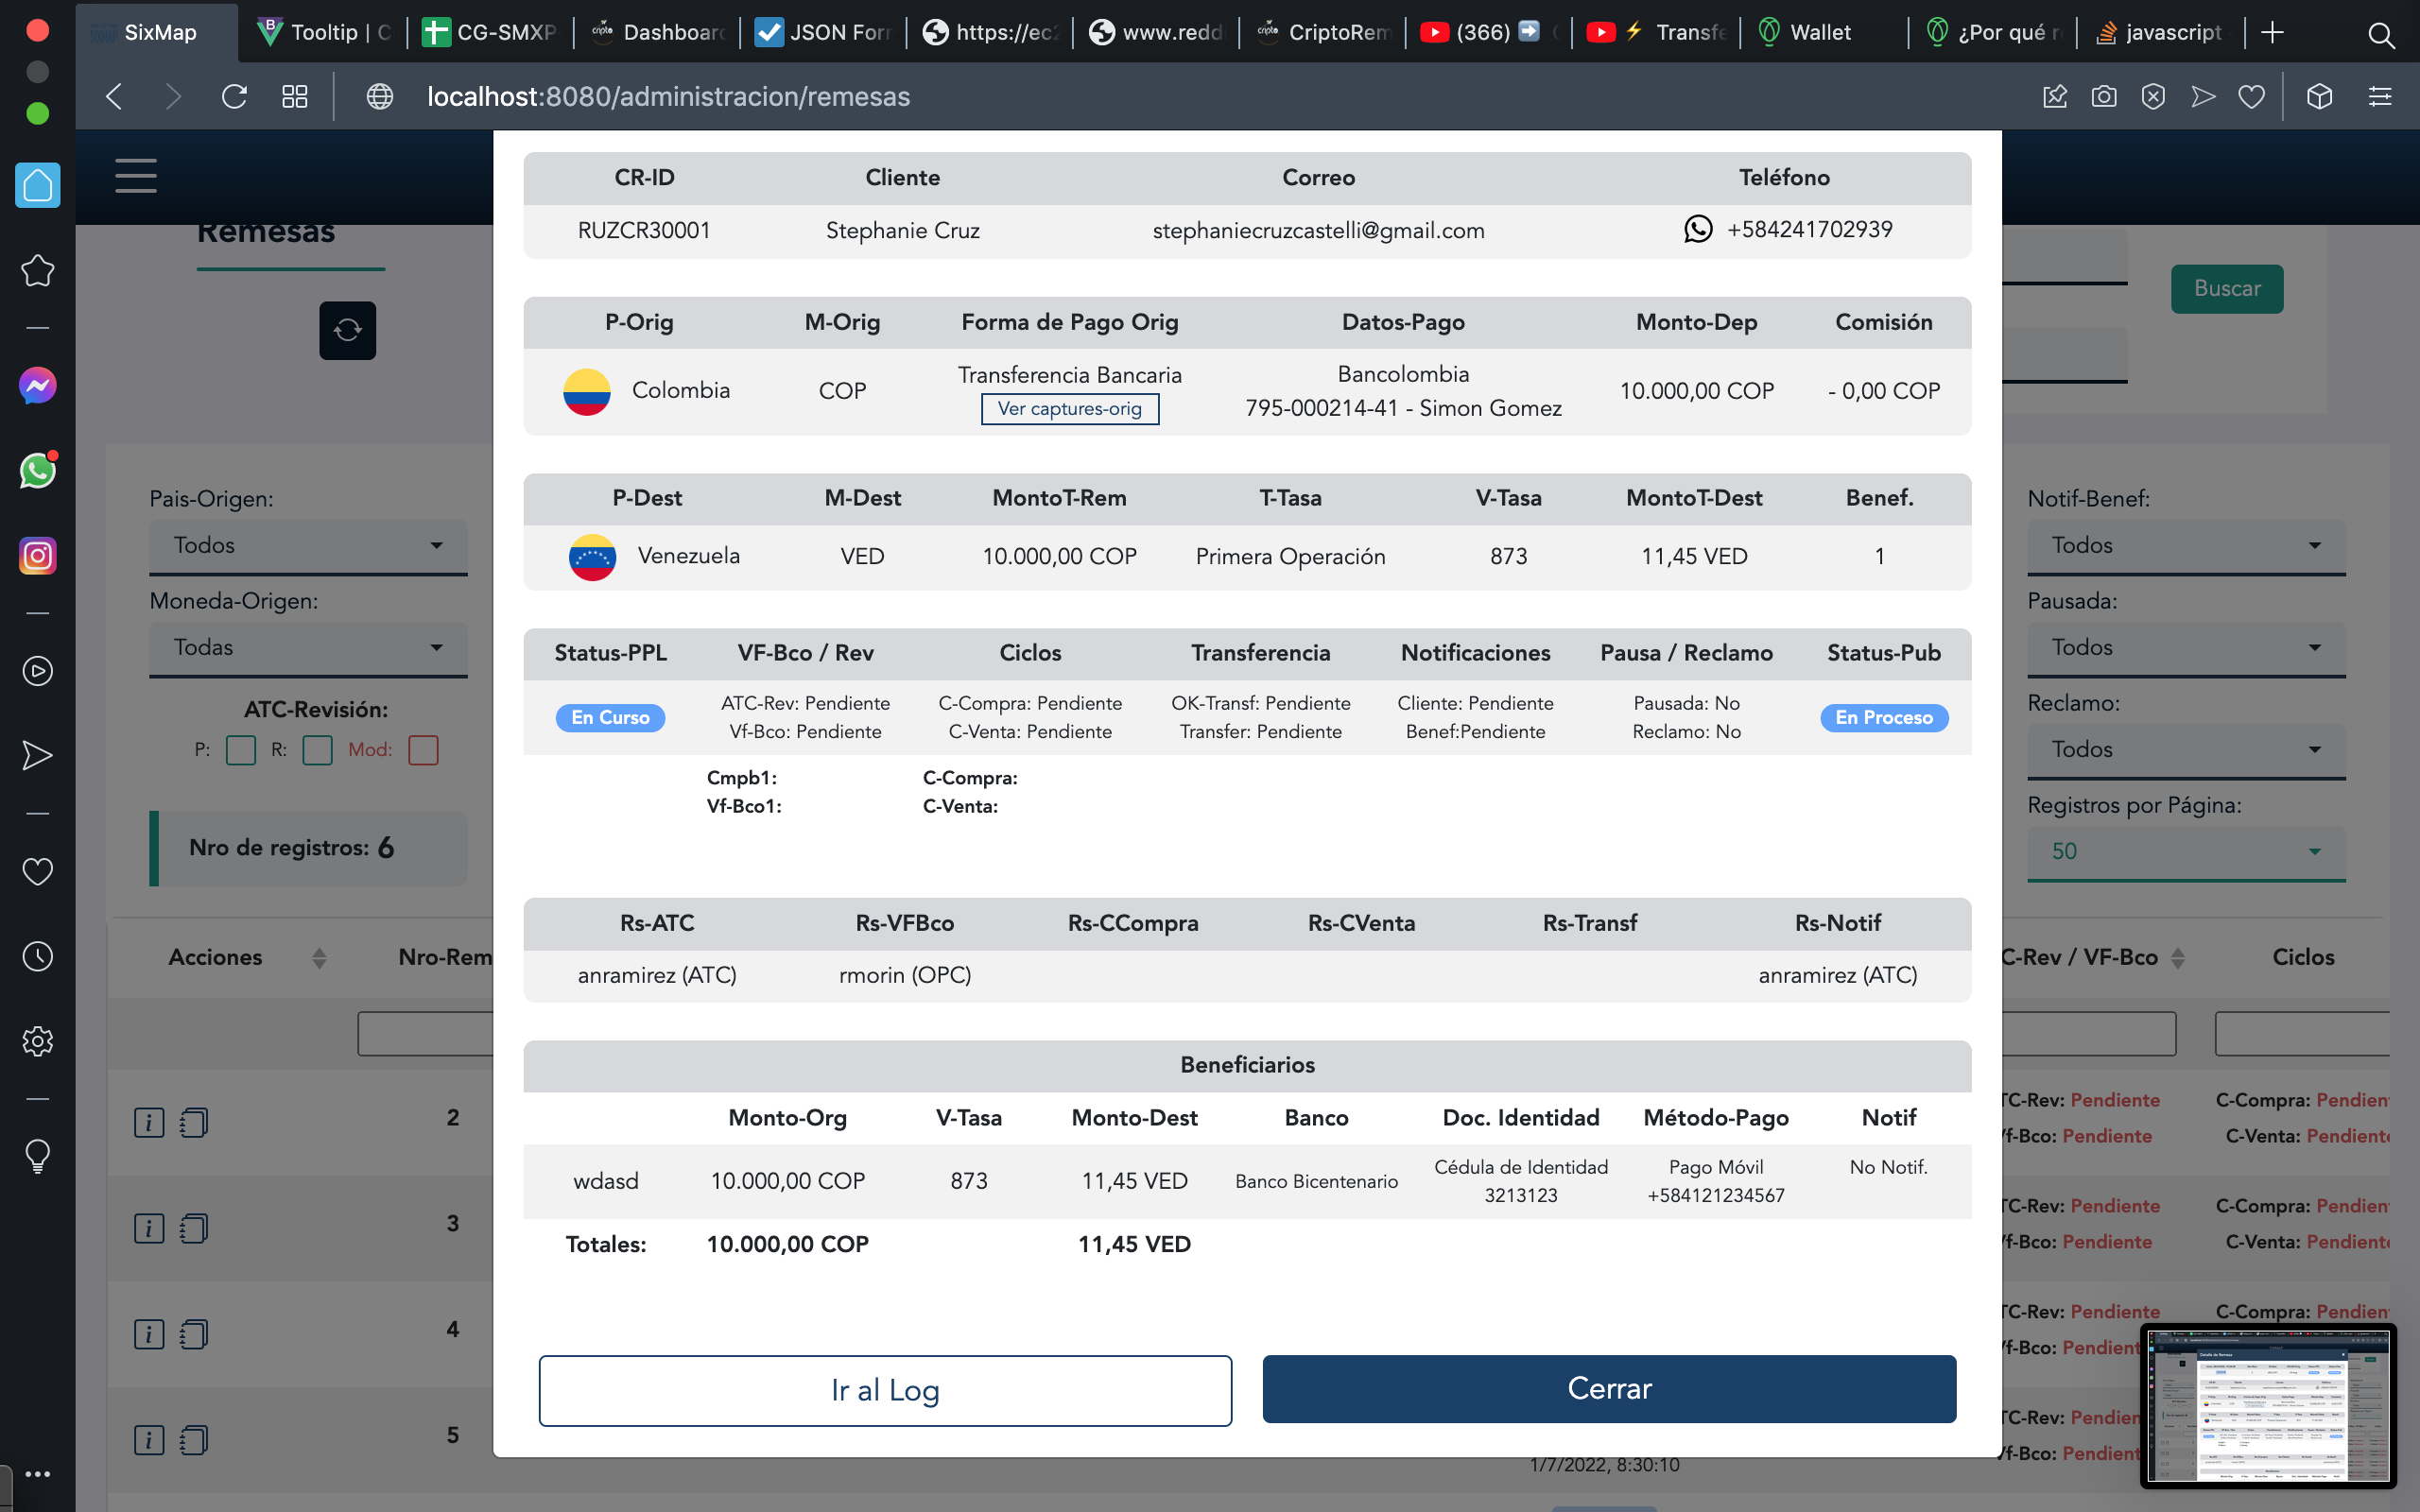 SixMap
Tooltip | C
CG-SMXP
Dashboard
JSON For
https://ec2
www.redd
CriptoRem
(366)
Transfe
Wallet
¿Por qué r
javascript
localhost:8080/administracion/remesas
Remesas
Buscar
CR-ID Cliente Correo Teléfono
RUZCR30001 Stephanie Cruz stephaniecruzcastelli@gmail.com +584241702939
P-Orig M-Orig Forma de Pago Orig Datos-Pago Monto-Dep Comisión
Colombia COP Transferencia Bancaria Bancolombia 10.000,00 COP - 0,00 COP
Ver captures-orig 795-000214-41 - Simon Gomez
P-Dest M-Dest MontoT-Rem T-Tasa V-Tasa MontoT-Dest Benef.
Venezuela VED 10.000,00 COP Primera Operación 873 11,45 VED 1
Status-PPL VF-Bco / Rev Ciclos Transferencia Notificaciones Pausa / Reclamo Status-Pub
En Curso ATC-Rev: Pendiente C-Compra: Pendiente OK-Transf: Pendiente Cliente: Pendiente Pausada: No En Proceso
Vf-Bco: Pendiente C-Venta: Pendiente Transfer: Pendiente Benef:Pendiente Reclamo: No
Cmpb1: C-Compra:
Vf-Bco1: C-Venta:
Rs-ATC Rs-VFBco Rs-CCompra Rs-CVenta Rs-Transf Rs-Notif
anramirez (ATC) rmorin (OPC) anramirez (ATC)
Beneficiarios
Monto-Org V-Tasa Monto-Dest Banco Doc. Identidad Método-Pago Notif
wdasd 10.000,00 COP 873 11,45 VED Banco Bicentenario Cédula de Identidad Pago Móvil No Notif.
3213123 +584121234567
Totales: 10.000,00 COP 11,45 VED
Ir al Log Cerrar
Pais-Origen:
Todos
Moneda-Origen:
Todas
ATC-Revisión:
P: R: Mod:
Nro de registros: 6
Acciones Nro-Rem
2
3
4
5
Notif-Benef:
Todos
Pausada:
Todos
Reclamo:
Todos
Registros por Página:
50
C-Rev / VF-Bco Ciclos
TC-Rev: Pendiente C-Compra: Pendient
Vf-Bco: Pendiente C-Venta: Pendiente
TC-Rev: Pendiente C-Compra: Pendient
Vf-Bco: Pendiente C-Venta: Pendiente
TC-Rev: Pendiente C-Compra: Pendient
Vf-Bco: Pendient
TC-Rev: Pendien
Vf-Bco: Pendient
1/7/2022, 8:30:10